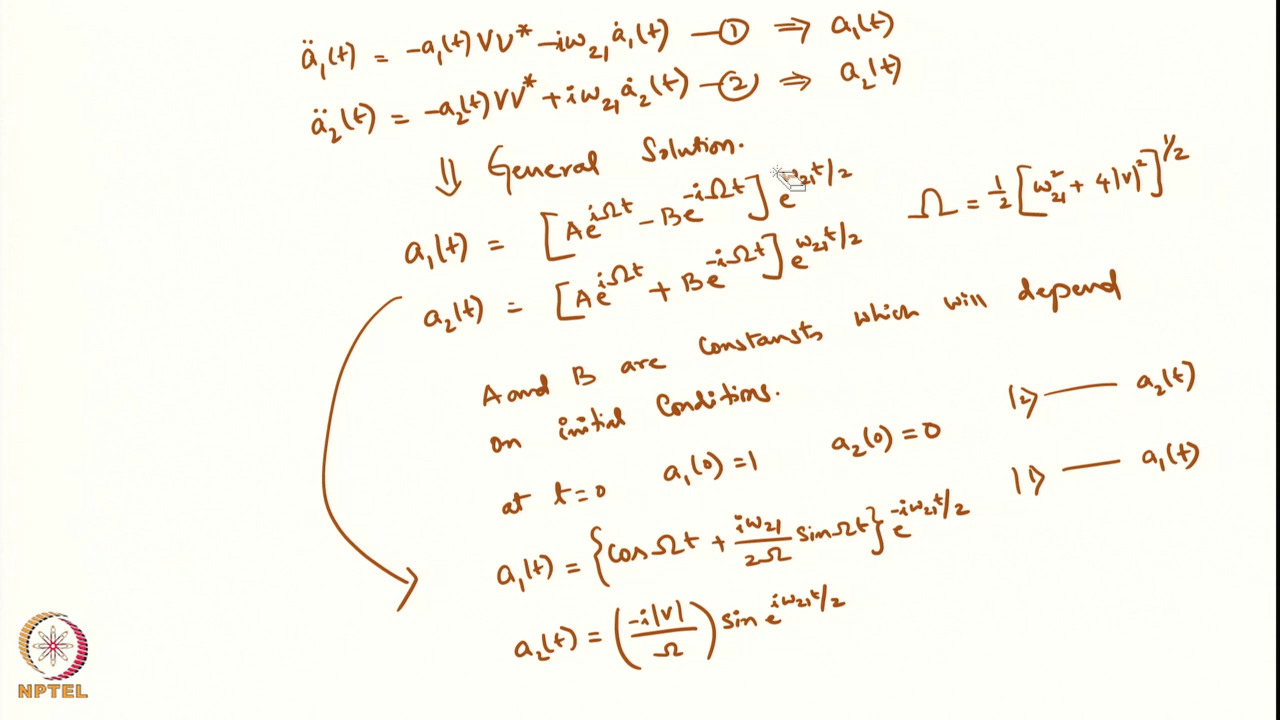 ä₁(t) = -a₁(t)VV* - iω₂₁ȧ₁(t) —① ⇒ a₁(t)
ä₂(t) = -a₂(t)VV* + iω₂₁ȧ₂(t) —② ⇒ a₂(t)
⇓ General Solution.
a₁(t) = [Ae^{iΩt} - Be^{-iΩt}] e^{ω₂₁t/2} Ω = 1/2 [ω₂₁² + 4|V|²]^{1/2}
a₂(t) = [Ae^{iΩt} + Be^{-iΩt}] e^{ω₂₁t/2}
A and B are constants which will depend
on initial conditions.
at t=0 a₁(0) = 1 a₂(0) = 0
|2> — a₂(t)
|1> — a₁(t)
a₁(t) = {cos Ωt + iω₂₁/2Ω sin Ωt} e^{-iω₂₁t/2}
a₂(t) = (-i|V|/Ω) sin e^{iω₂₁t/2}
NPTEL